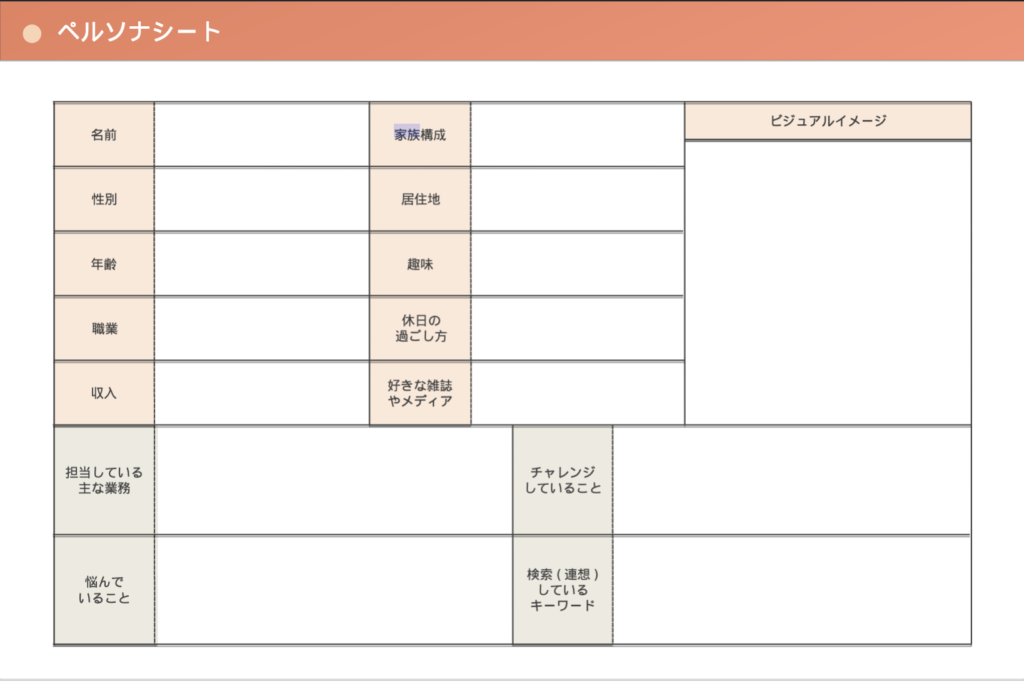 ペルソナシート
名前
家族構成
ビジュアルイメージ
性別
居住地
年齢
趣味
職業
休日の
過ごし方
収入
好きな雑誌
やメディア
担当している
主な業務
チャレンジ
していること
悩んで
いること
検索 ( 連想 )
している
キーワード